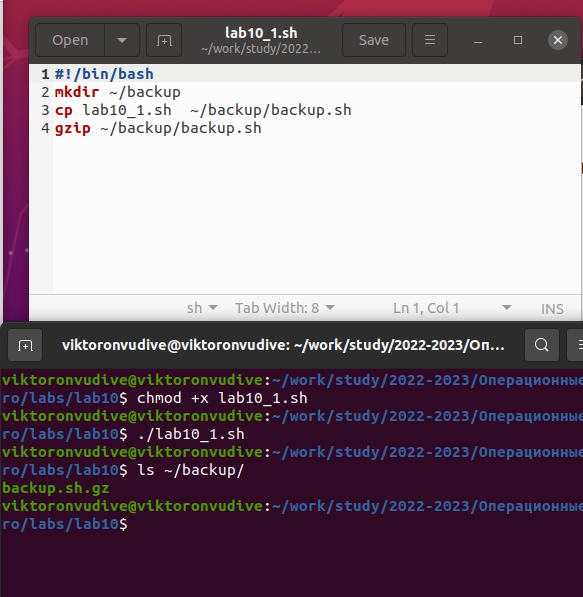 Open
lab10_1.sh
~/work/study/2022...
Save
1 #!/bin/bash
2 mkdir ~/backup
3 cp lab10_1.sh  ~/backup/backup.sh
4 gzip ~/backup/backup.sh
sh Tab Width: 8 Ln 1, Col 1 INS
viktoronvudive@viktoronvudive: ~/work/study/2022-2023/Оп...
viktoronvudive@viktoronvudive:~/work/study/2022-2023/Операционные
ro/labs/lab10$ chmod +x lab10_1.sh
viktoronvudive@viktoronvudive:~/work/study/2022-2023/Операционные
ro/labs/lab10$ ./lab10_1.sh
viktoronvudive@viktoronvudive:~/work/study/2022-2023/Операционные
ro/labs/lab10$ ls ~/backup/
backup.sh.gz
viktoronvudive@viktoronvudive:~/work/study/2022-2023/Операционные
ro/labs/lab10$